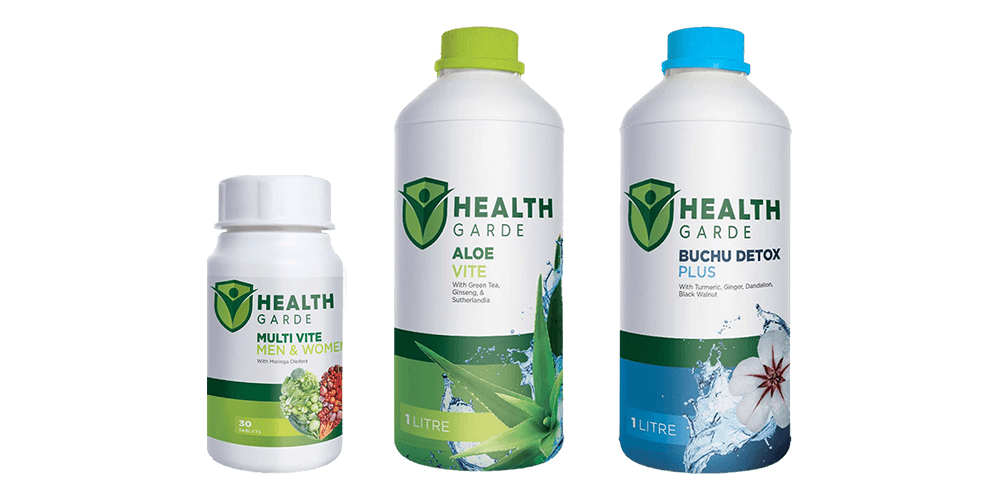 HEALTH
GARDE
MULTI VITE
MEN & WOMEN
With Moringa Oleifera
30
TABLETS
HEALTH
GARDE
ALOE
VITE
With Green Tea,
Ginseng, &
Sutherlandia
1 LITRE
HEALTH
GARDE
BUCHU DETOX
PLUS
With Turmeric, Ginger, Dandelion,
Black Walnut
1 LITRE